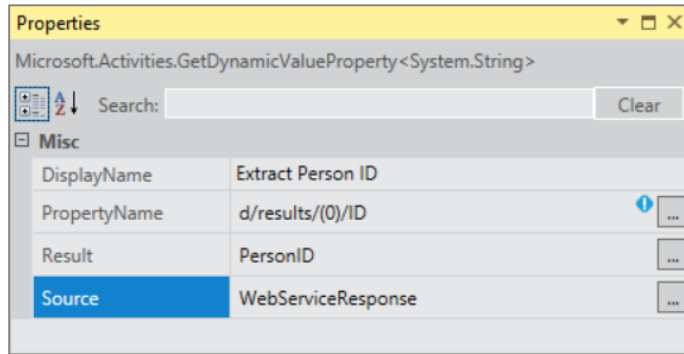 Properties
Microsoft.Activities.GetDynamicValueProperty<System.String>
Search: Clear
Misc
DisplayName Extract Person ID
PropertyName d/results/(0)/ID ...
Result PersonID ...
Source WebServiceResponse ...